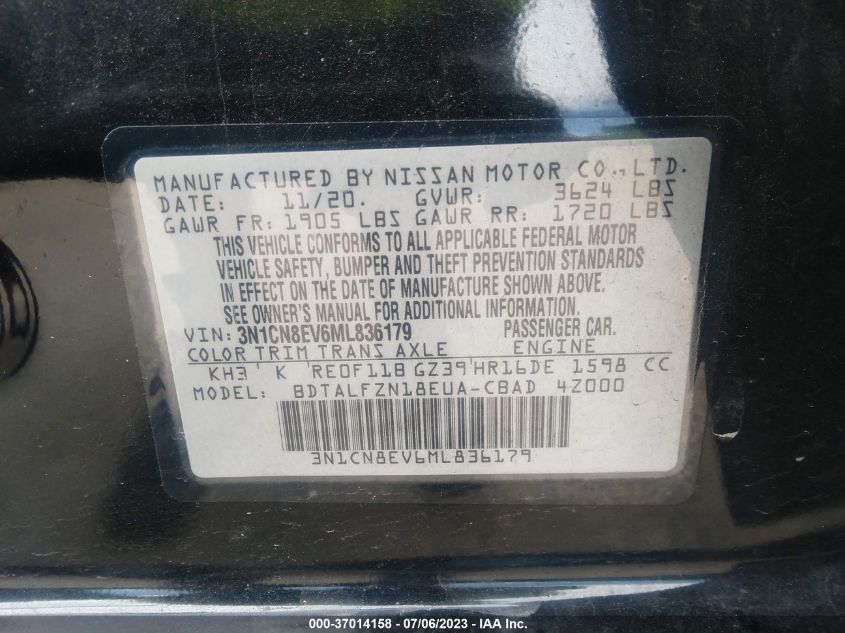 MANUFACTURED BY NISSAN MOTOR CO., LTD.
DATE: 11/20. GVWR: 3624 LBS
GAWR FR: 1905 LBS GAWR RR: 1720 LBS
THIS VEHICLE CONFORMS TO ALL APPLICABLE FEDERAL MOTOR
VEHICLE SAFETY, BUMPER AND THEFT PREVENTION STANDARDS
IN EFFECT ON THE DATE OF MANUFACTURE SHOWN ABOVE.
SEE OWNER'S MANUAL FOR ADDITIONAL INFORMATION.
VIN: 3N1CN8EV6ML836179 PASSENGER CAR.
COLOR TRIM TRANS AXLE ENGINE
KH3 K RE0F11B GZ39 HR16DE 1598 CC
MODEL: BDTALFZN18EUA-CBAD 4Z000
3N1CN8EV6ML836179
000-37014158 - 07/06/2023 - © IAA, Inc.